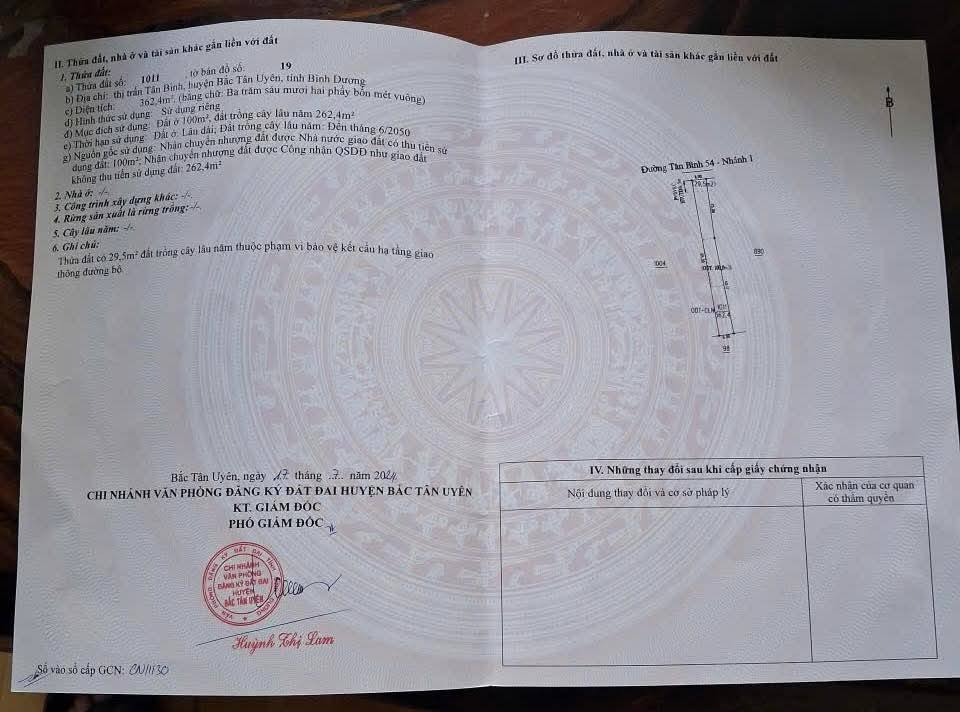 II. Thửa đất, nhà ở và tài sản khác gắn liền với đất
1. Thửa đất:
a) Thửa đất số: 1011 , tờ bản đồ số: 19
b) Địa chỉ: thị trấn Tân Bình, huyện Bắc Tân Uyên, tỉnh Bình Dương
c) Diện tích: 362,4m², (bằng chữ: Ba trăm sáu mươi hai phẩy bốn mét vuông)
d) Hình thức sử dụng: Sử dụng riêng
đ) Mục đích sử dụng: Đất ở 100m², đất trồng cây lâu năm 262,4m²
e) Thời hạn sử dụng: Đất ở: Lâu dài; Đất trồng cây lâu năm: Đến tháng 6/2050
g) Nguồn gốc sử dụng: Nhận chuyển nhượng đất được Nhà nước giao đất có thu tiền sử
dụng đất: 100m²; Nhận chuyển nhượng đất được Công nhận QSDĐ như giao đất
không thu tiền sử dụng đất: 262,4m²
2. Nhà ở: -/-
3. Công trình xây dựng khác: -/-
4. Rừng sản xuất là rừng trồng: -/-
5. Cây lâu năm: -/-
6. Ghi chú:
Thửa đất có 29,5m² đất trồng cây lâu năm thuộc phạm vi bảo vệ kết cấu hạ tầng giao
thông đường bộ.
Bắc Tân Uyên, ngày 17 tháng 7 năm 2024
CHI NHÁNH VĂN PHÒNG ĐĂNG KÝ ĐẤT ĐAI HUYỆN BẮC TÂN UYÊN
KT. GIÁM ĐỐC
PHÓ GIÁM ĐỐC
CHI NHÁNH
VĂN PHÒNG
ĐĂNG KÝ ĐẤT ĐAI
HUYỆN
BẮC TÂN UYÊN
Huỳnh Thị Lam
Số vào sổ cấp GCN: CN11130
III. Sơ đồ thửa đất, nhà ở và tài sản khác gắn liền với đất
B
Đường Tân Bình 54 - Nhánh 1
(29,5m2)
1004
890
ODT+CLN
1011
362,4
98
IV. Những thay đổi sau khi cấp giấy chứng nhận
Nội dung thay đổi và cơ sở pháp lý
Xác nhận của cơ quan
có thẩm quyền